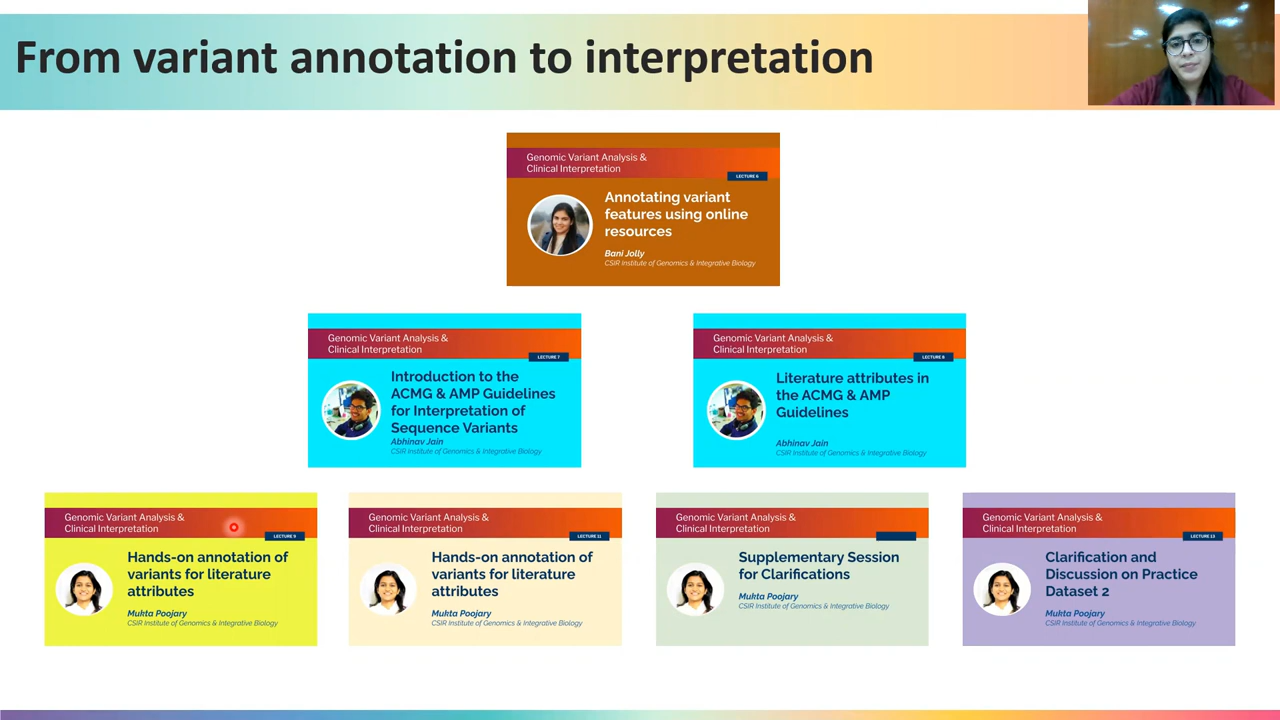 From variant annotation to interpretation
Genomic Variant Analysis &
Clinical Interpretation
LECTURE 6
Annotating variant
features using online
resources
Bani Jolly
CSIR Institute of Genomics & Integrative Biology
Genomic Variant Analysis &
Clinical Interpretation
LECTURE 7
Introduction to the
ACMG & AMP Guidelines
for Interpretation of
Sequence Variants
Abhinav Jain
CSIR Institute of Genomics & Integrative Biology
Genomic Variant Analysis &
Clinical Interpretation
LECTURE 8
Literature attributes in
the ACMG & AMP
Guidelines
Abhinav Jain
CSIR Institute of Genomics & Integrative Biology
Genomic Variant Analysis &
Clinical Interpretation
LECTURE 9
Hands-on annotation of
variants for literature
attributes
Mukta Poojary
CSIR Institute of Genomics & Integrative Biology
Genomic Variant Analysis &
Clinical Interpretation
LECTURE 11
Hands-on annotation of
variants for literature
attributes
Mukta Poojary
CSIR Institute of Genomics & Integrative Biology
Genomic Variant Analysis &
Clinical Interpretation
Supplementary Session
for Clarifications
Mukta Poojary
CSIR Institute of Genomics & Integrative Biology
Genomic Variant Analysis &
Clinical Interpretation
LECTURE 13
Clarification and
Discussion on Practice
Dataset 2
Mukta Poojary
CSIR Institute of Genomics & Integrative Biology